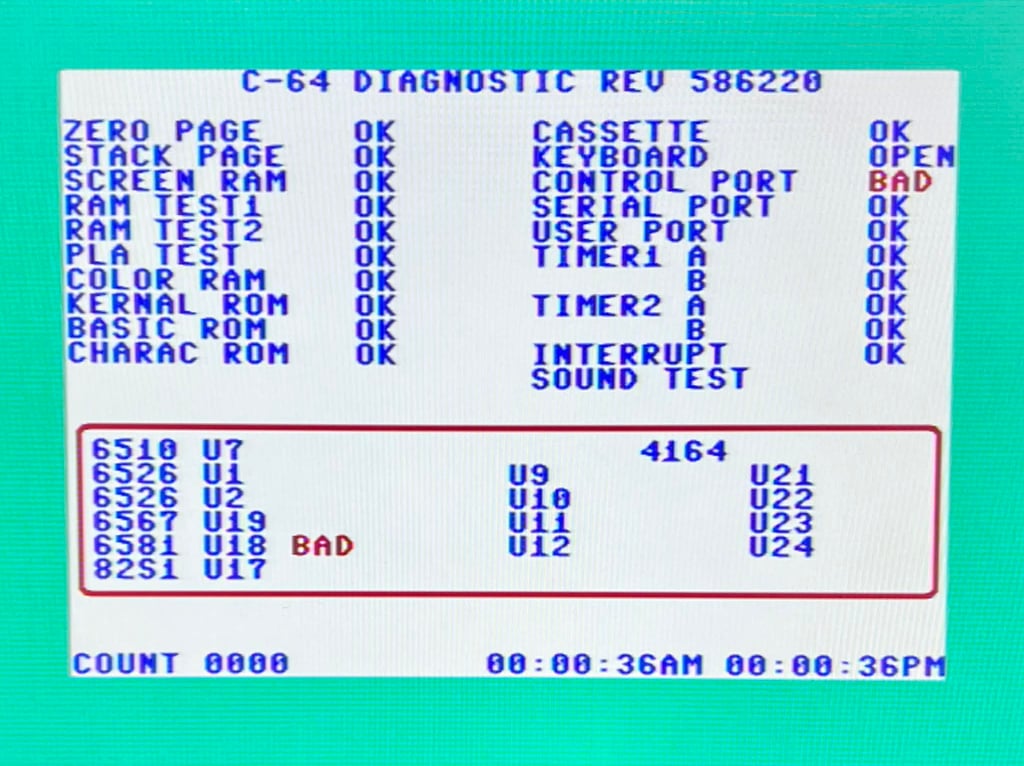 C-64 DIAGNOSTIC REV 586220
ZERO PAGE OK CASSETTE OK
STACK PAGE OK KEYBOARD OPEN
SCREEN RAM OK CONTROL PORT BAD
RAM TEST1 OK SERIAL PORT OK
RAM TEST2 OK USER PORT OK
PLA TEST OK TIMER1 A OK
COLOR RAM OK B OK
KERNAL ROM OK TIMER2 A OK
BASIC ROM OK B OK
CHARAC ROM OK INTERRUPT OK
SOUND TEST
6510 U7 4164
6526 U1 U9 U21
6526 U2 U10 U22
6567 U19 U11 U23
6581 U18 BAD U12 U24
82S1 U17
COUNT 0000 00:00:36AM 00:00:36PM